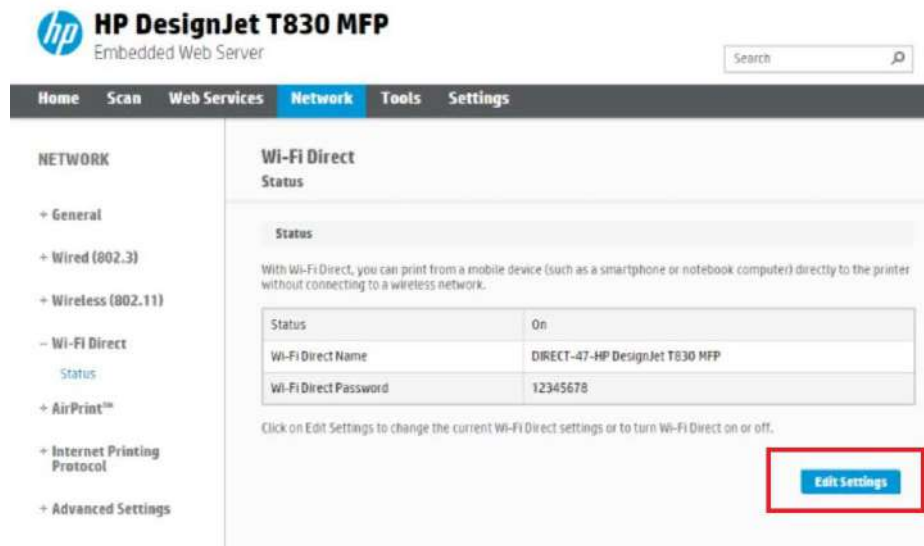 hp
HP DesignJet T830 MFP
Embedded Web Server
Search
Home Scan Web Services Network Tools Settings
NETWORK
+ General
+ Wired (802.3)
+ Wireless (802.11)
- Wi-Fi Direct
Status
+ AirPrint™
+ Internet Printing
Protocol
+ Advanced Settings
Wi-Fi Direct
Status
Status
With Wi-Fi Direct, you can print from a mobile device (such as a smartphone or notebook computer) directly to the printer
without connecting to a wireless network.
Status On
Wi-Fi Direct Name DIRECT-47-HP DesignJet T830 MFP
Wi-Fi Direct Password 12345678
Click on Edit Settings to change the current Wi-Fi Direct settings or to turn Wi-Fi Direct on or off.
Edit Settings